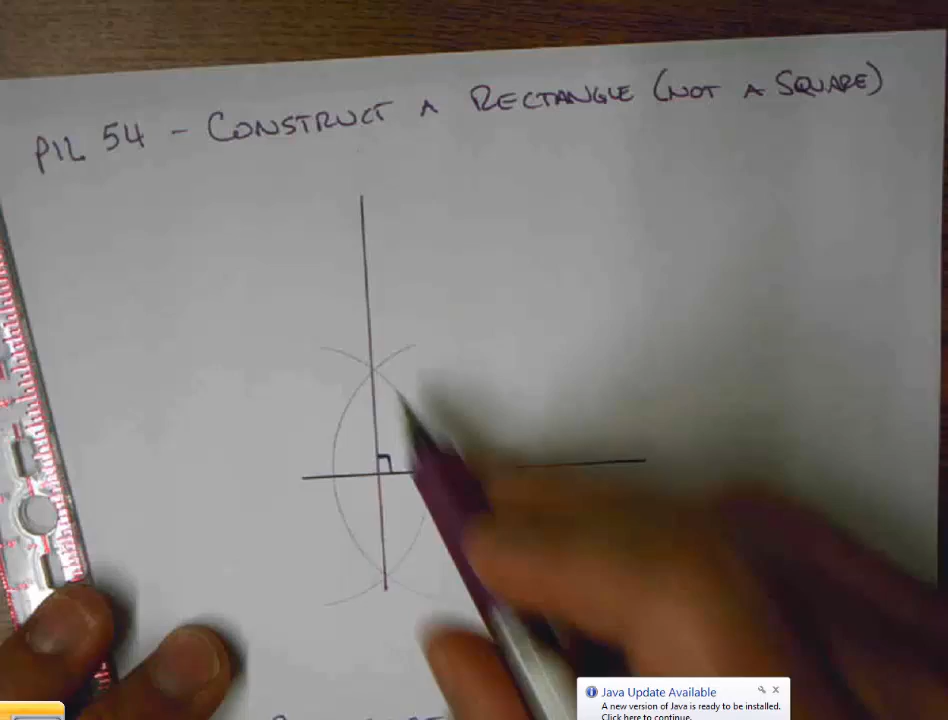 PIL 54 - CONSTRUCT A RECTANGLE (NOT A SQUARE)
Java Update Available
A new version of Java is ready to be installed.
Click here to continue.